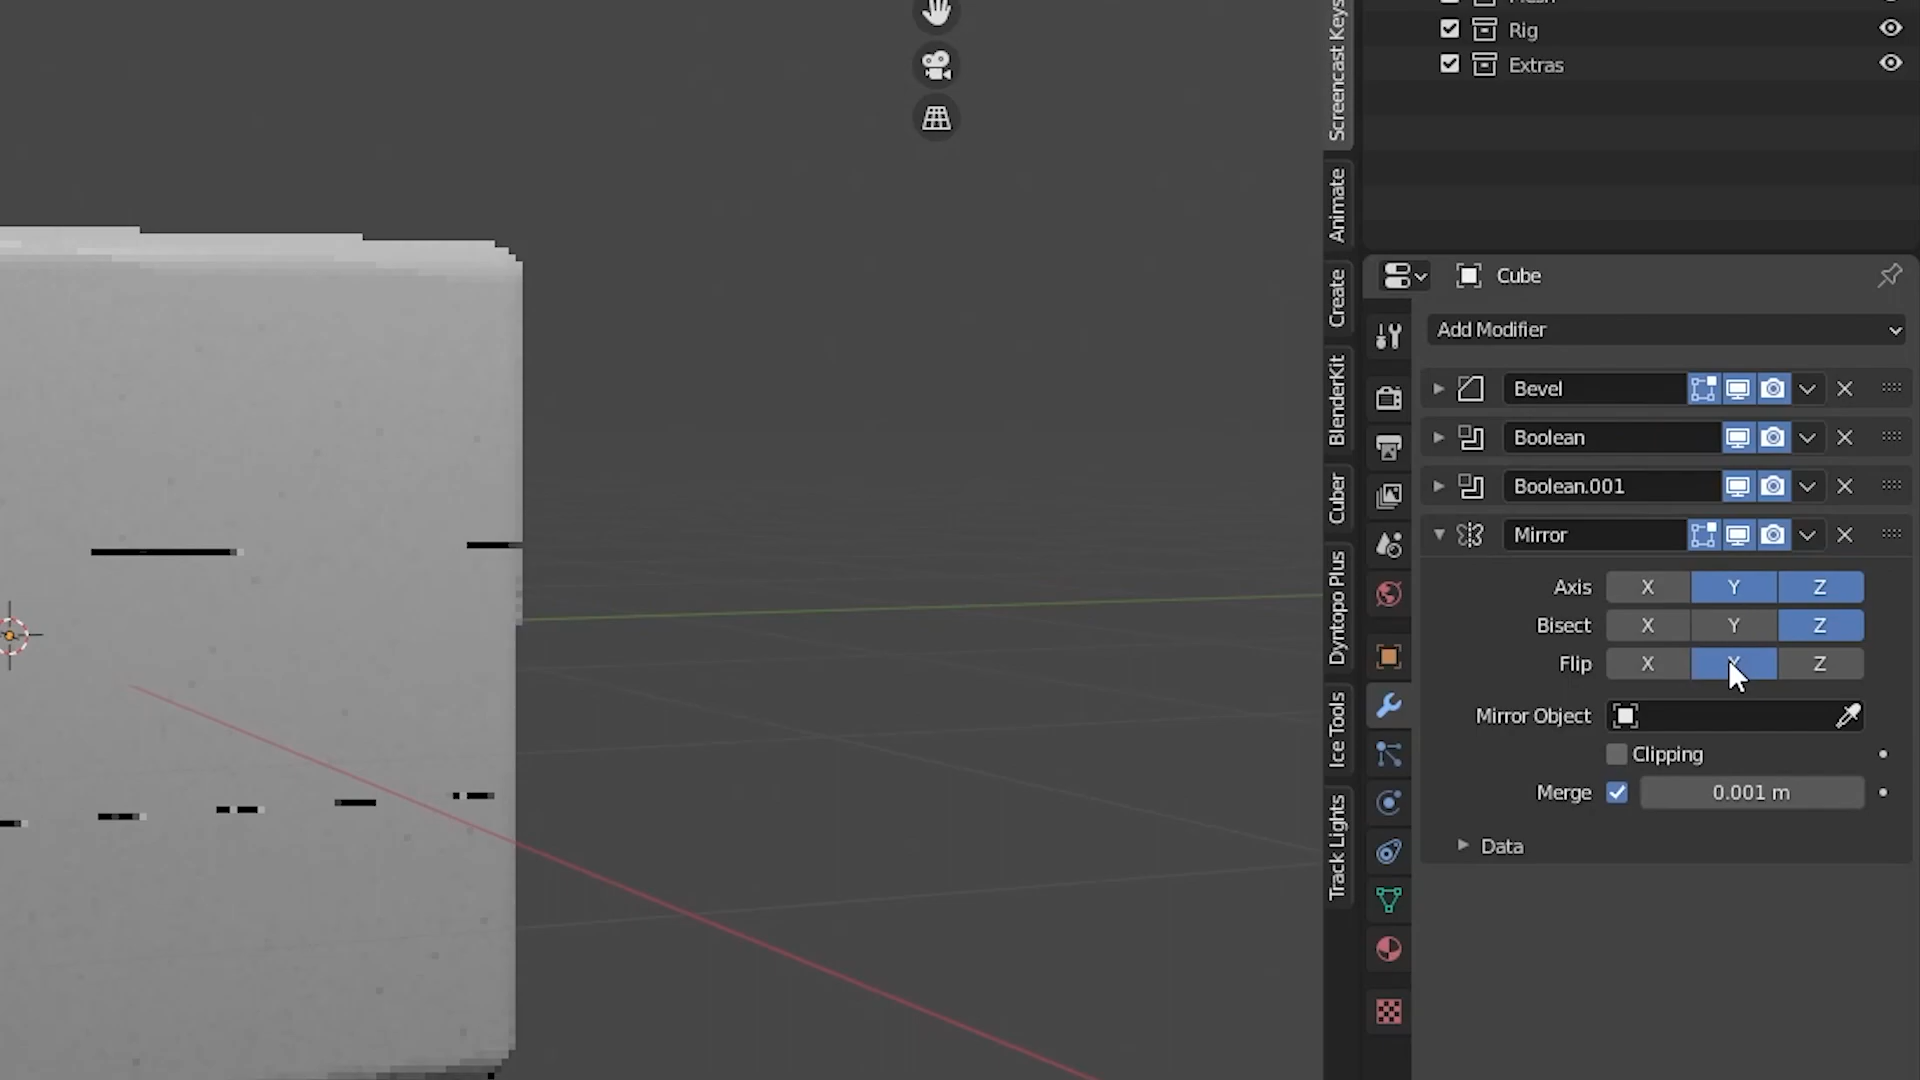 Rig
Extras
Screencast Keys
Animate
Create
BlenderKit
Cuber
Dyntopo Plus
Ice Tools
Track Lights
Cube
Add Modifier
Bevel
Boolean
Boolean.001
Mirror
Axis X Y Z
Bisect X Y Z
Flip X Y Z
Mirror Object
Clipping
Merge 0.001 m
Data